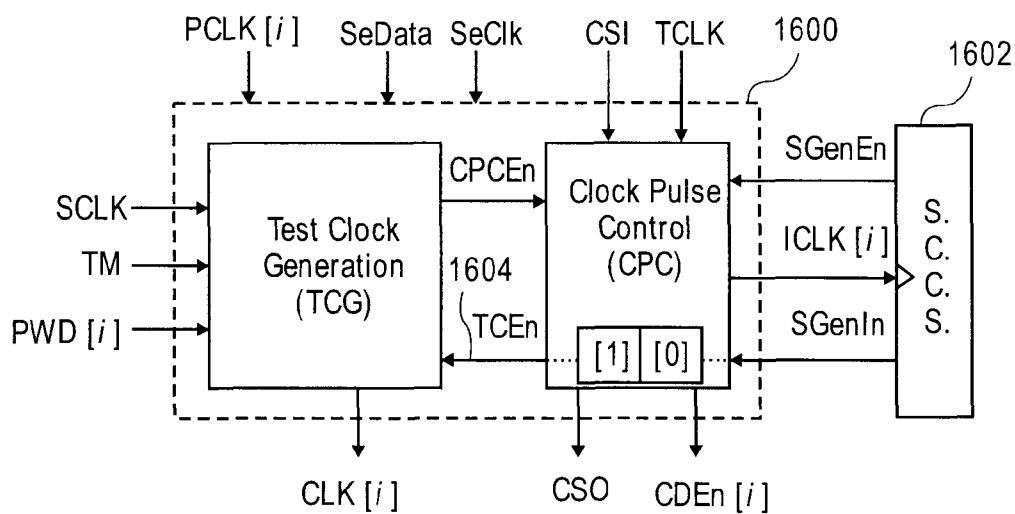 PCLK [i]
SeData
SeClk
CSI
TCLK
1600
1602
SCLK
TM
PWD [i]
Test Clock
Generation
(TCG)
CPCEn
1604
TCEn
Clock Pulse
Control
(CPC)
[1]
[0]
SGenEn
ICLK [i]
SGenIn
S.
C.
C.
S.
CLK [i]
CSO
CDEn [i]